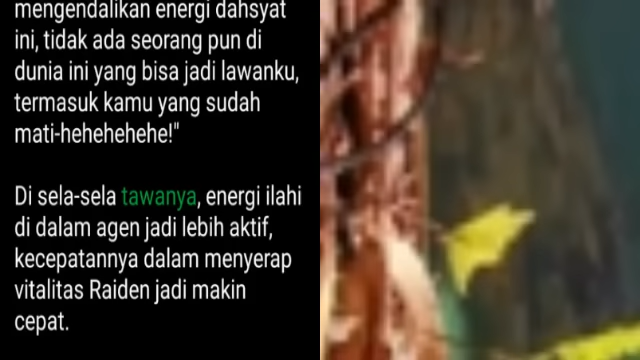 mengendalikan energi dahsyat
ini, tidak ada seorang pun di
dunia ini yang bisa jadi lawanku,
termasuk kamu yang sudah
mati-hehehehehe!"
Di sela-sela tawanya, energi ilahi
di dalam agen jadi lebih aktif,
kecepatannya dalam menyerap
vitalitas Raiden jadi makin
cepat.